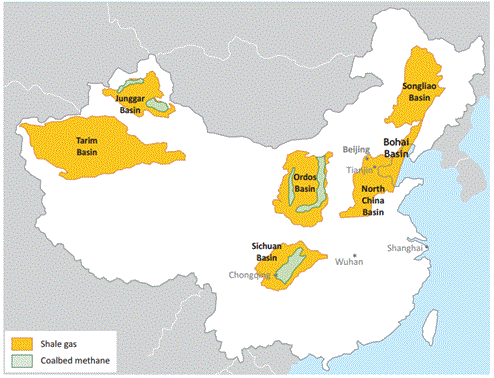 Songliao
Basin
Junggar
Basin
Tarim
Basin
Beijing
Bohai
Basin
Tianjin
Ordos
Basin
North
China
Basin
Sichuan
Basin
Shanghai
Wuhan
Chongqing
Shale gas
Coalbed methane